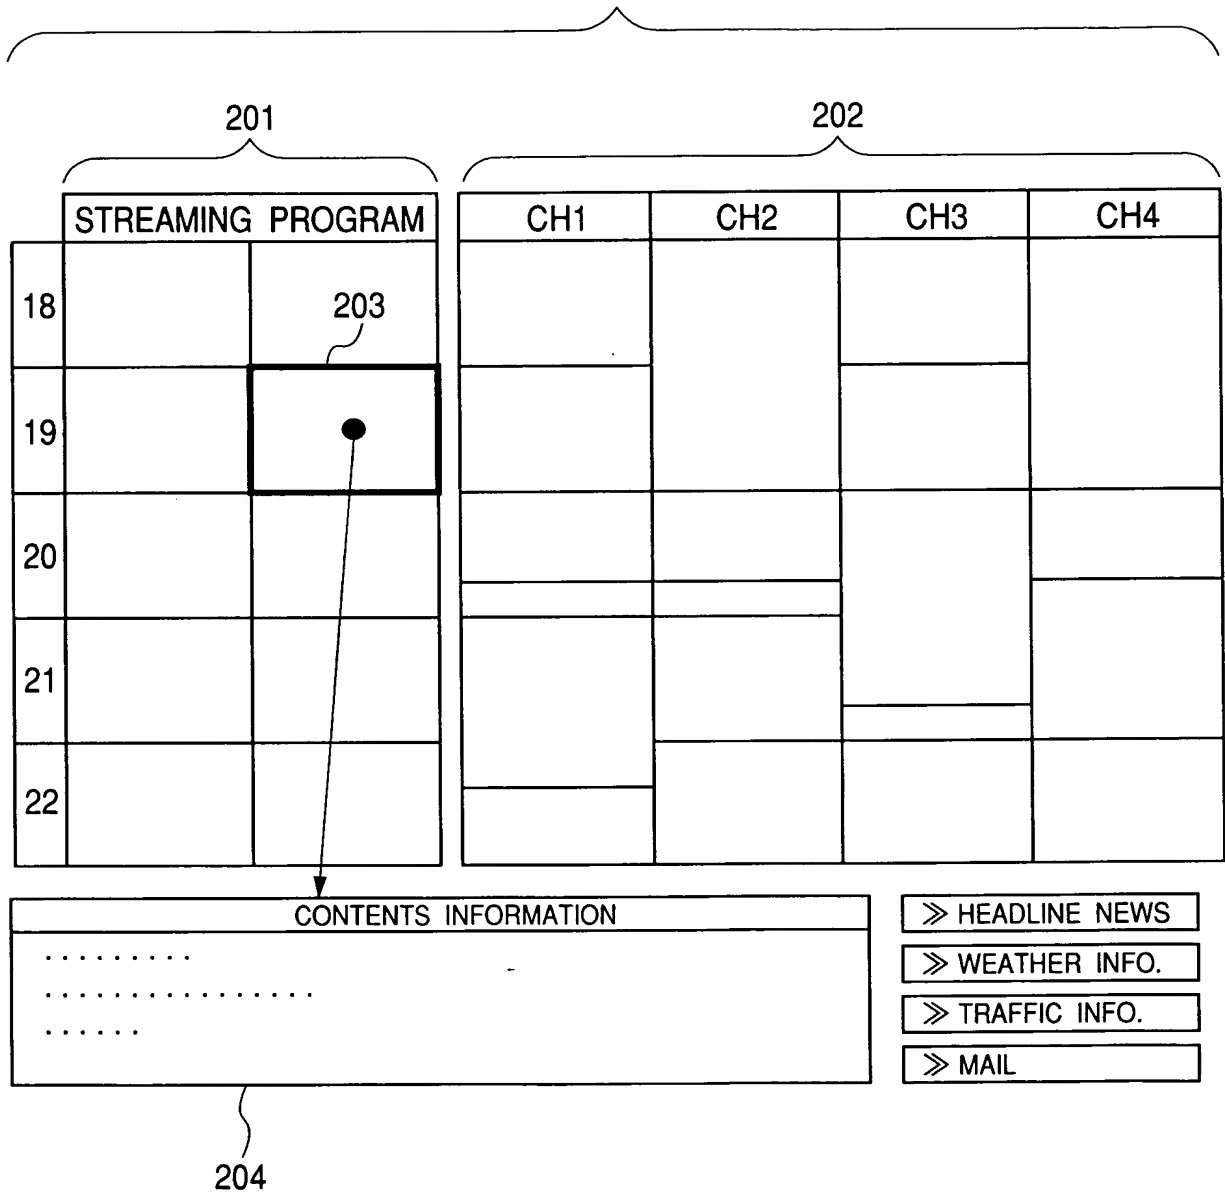 201
202
STREAMING PROGRAM
CH1
CH2
CH3
CH4
18
203
19
20
21
22
CONTENTS INFORMATION
. . . . . . . . .
. . . . . . . . . . . . . . . .
. . . . . .
≫ HEADLINE NEWS
≫ WEATHER INFO.
≫ TRAFFIC INFO.
≫ MAIL
204